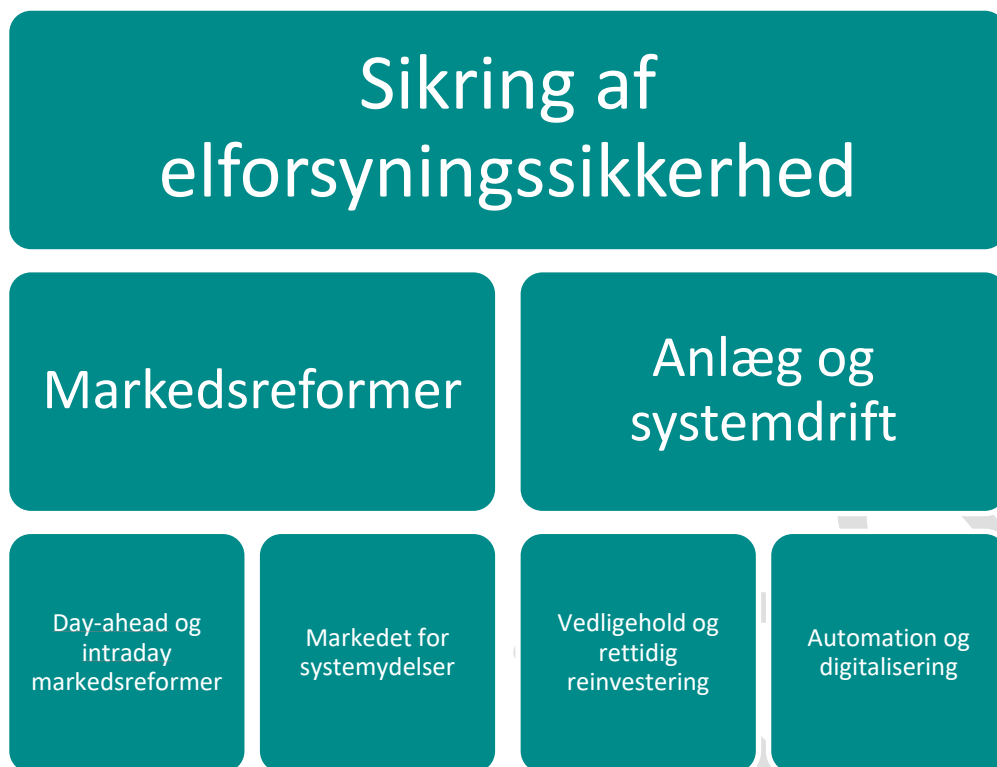 Sikring af
elforsyningssikkerhed
Markedsreformer
Anlæg og
systemdrift
Day-ahead og
intraday
markedsreformer
Markedet for
systemydelser
Vedligehold og
rettidig
reinvestering
Automation og
digitalisering